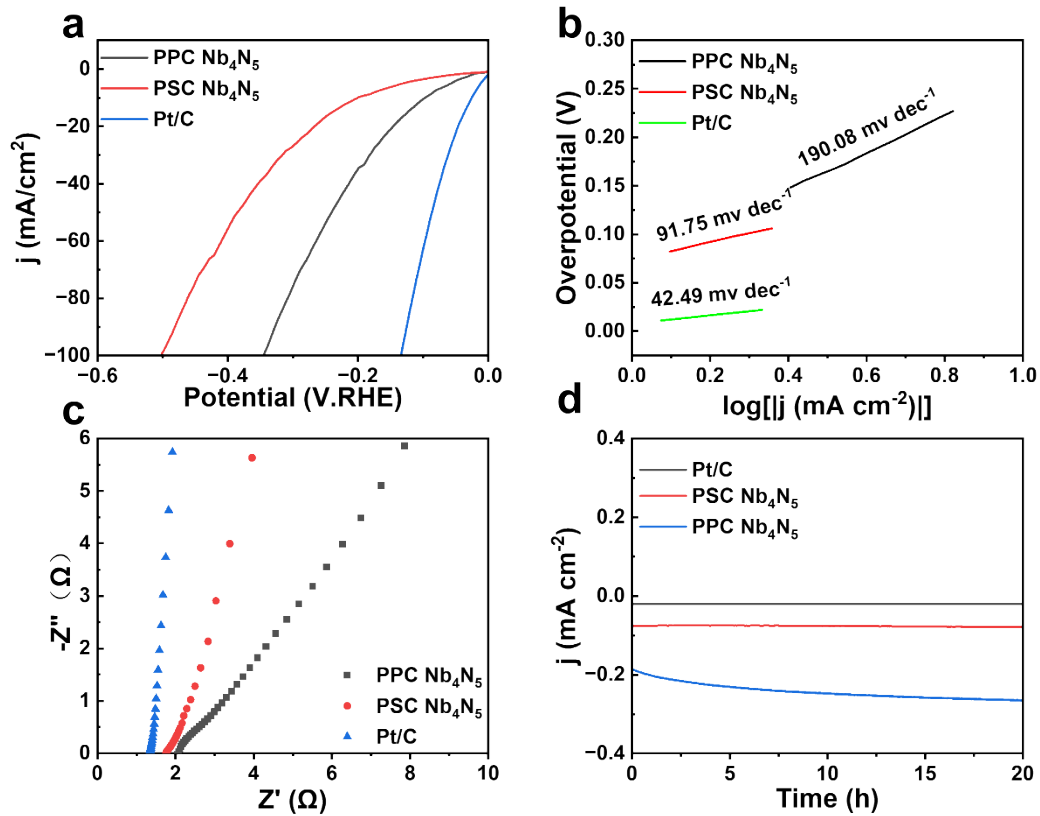 a
PPC Nb₄N₅
PSC Nb₄N₅
Pt/C
j (mA/cm²)
0
−20
−40
−60
−80
−100
−0.6
−0.4
−0.2
0.0
Potential (V.RHE)
b
PPC Nb₄N₅
PSC Nb₄N₅
Pt/C
190.08 mv dec⁻¹
91.75 mv dec⁻¹
42.49 mv dec⁻¹
Overpotential (V)
0.30
0.25
0.20
0.15
0.10
0.05
0.00
0.0
0.2
0.4
0.6
0.8
1.0
log[|j (mA cm⁻²)|]
c
-Z" (Ω)
6
5
4
3
2
1
0
PPC Nb₄N₅
PSC Nb₄N₅
Pt/C
0
2
4
6
8
10
Z' (Ω)
d
Pt/C
PSC Nb₄N₅
PPC Nb₄N₅
j (mA cm⁻²)
0.4
0.2
0.0
−0.2
−0.4
0
5
10
15
20
Time (h)